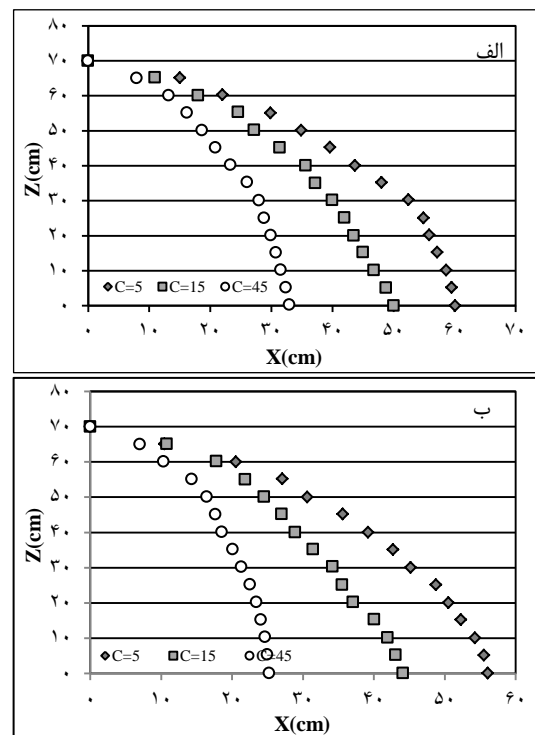 الف
۸۰
۷۰
۶۰
۵۰
۴۰
۳۰
۲۰
۱۰
۰
Z(cm)
C=5 C=15 C=45
۰ ۱۰ ۲۰ ۳۰ ۴۰ ۵۰ ۶۰ ۷۰
X(cm)
ب
۸۰
۷۰
۶۰
۵۰
۴۰
۳۰
۲۰
۱۰
۰
Z(cm)
C=5 C=15 C=45
۰ ۱۰ ۲۰ ۳۰ ۴۰ ۵۰ ۶۰
X(cm)